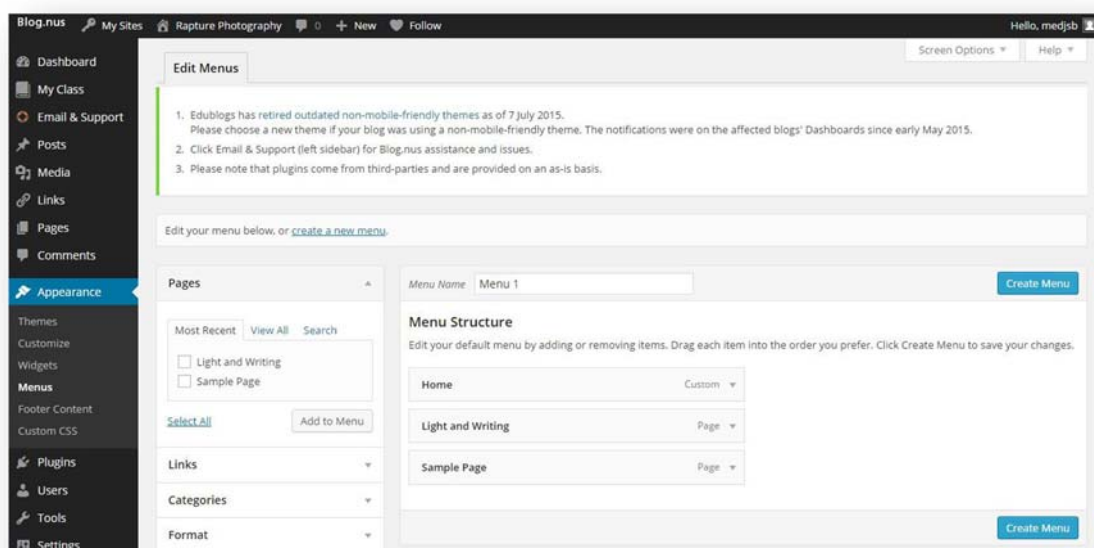 Blog.nus My Sites Rapture Photography 0 New Follow Hello, medjsb
Dashboard
My Class
Email & Support
Posts
Media
Links
Pages
Comments
Appearance
Themes
Customize
Widgets
Menus
Footer Content
Custom CSS
Plugins
Users
Tools
Settings
Screen Options Help
Edit Menus
1. Edublogs has retired outdated non-mobile-friendly themes as of 7 July 2015.
Please choose a new theme if your blog was using a non-mobile-friendly theme. The notifications were on the affected blogs' Dashboards since early May 2015.
2. Click Email & Support (left sidebar) for Blog.nus assistance and issues.
3. Please note that plugins come from third-parties and are provided on an as-is basis.
Edit your menu below, or create a new menu.
Pages
Most Recent View All Search
Light and Writing
Sample Page
Select All Add to Menu
Links
Categories
Format
Menu Name Menu 1 Create Menu
Menu Structure
Edit your default menu by adding or removing items. Drag each item into the order you prefer. Click Create Menu to save your changes.
Home Custom
Light and Writing Page
Sample Page Page
Create Menu